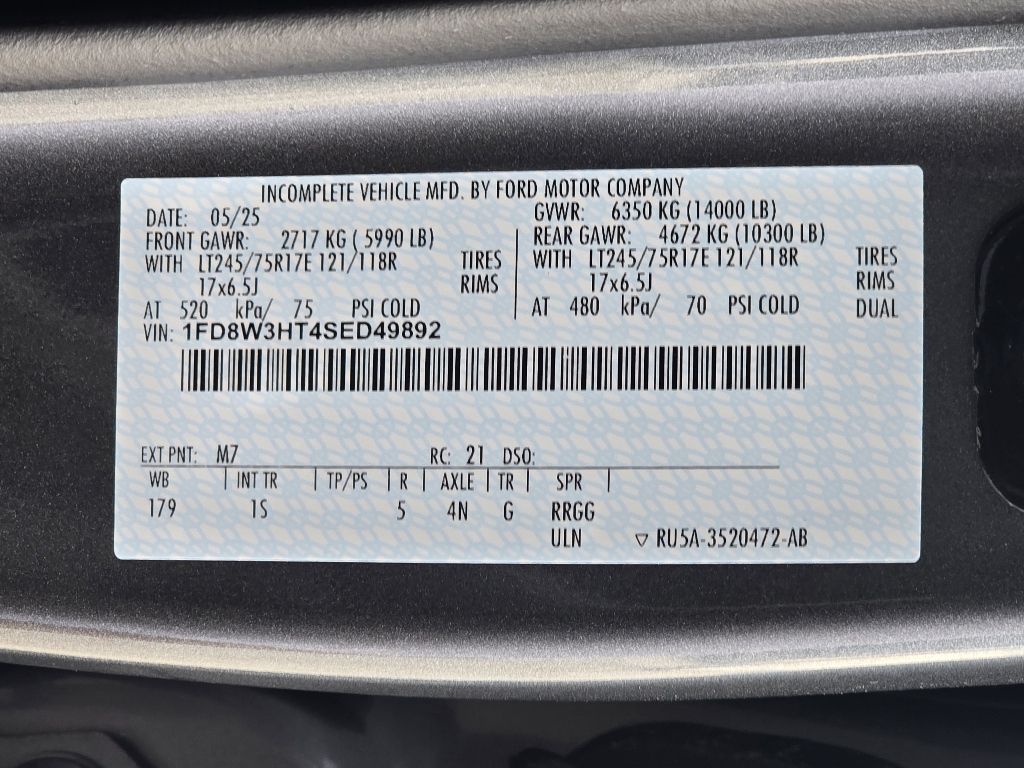 INCOMPLETE VEHICLE MFD. BY FORD MOTOR COMPANY
DATE: 05/25 GVWR: 6350 KG (14000 LB)
FRONT GAWR: 2717 KG ( 5990 LB) REAR GAWR: 4672 KG (10300 LB)
WITH LT245/75R17E 121/118R TIRES WITH LT245/75R17E 121/118R TIRES
17x6.5J RIMS 17x6.5J RIMS
AT 520 kPa/ 75 PSI COLD AT 480 kPa/ 70 PSI COLD DUAL
VIN: 1FD8W3HT4SED49892
EXT PNT: M7 RC: 21 DSO:
WB INT TR TP/PS R AXLE TR SPR
179 1S 5 4N G RRGG
ULN ▽ RU5A-3520472-AB